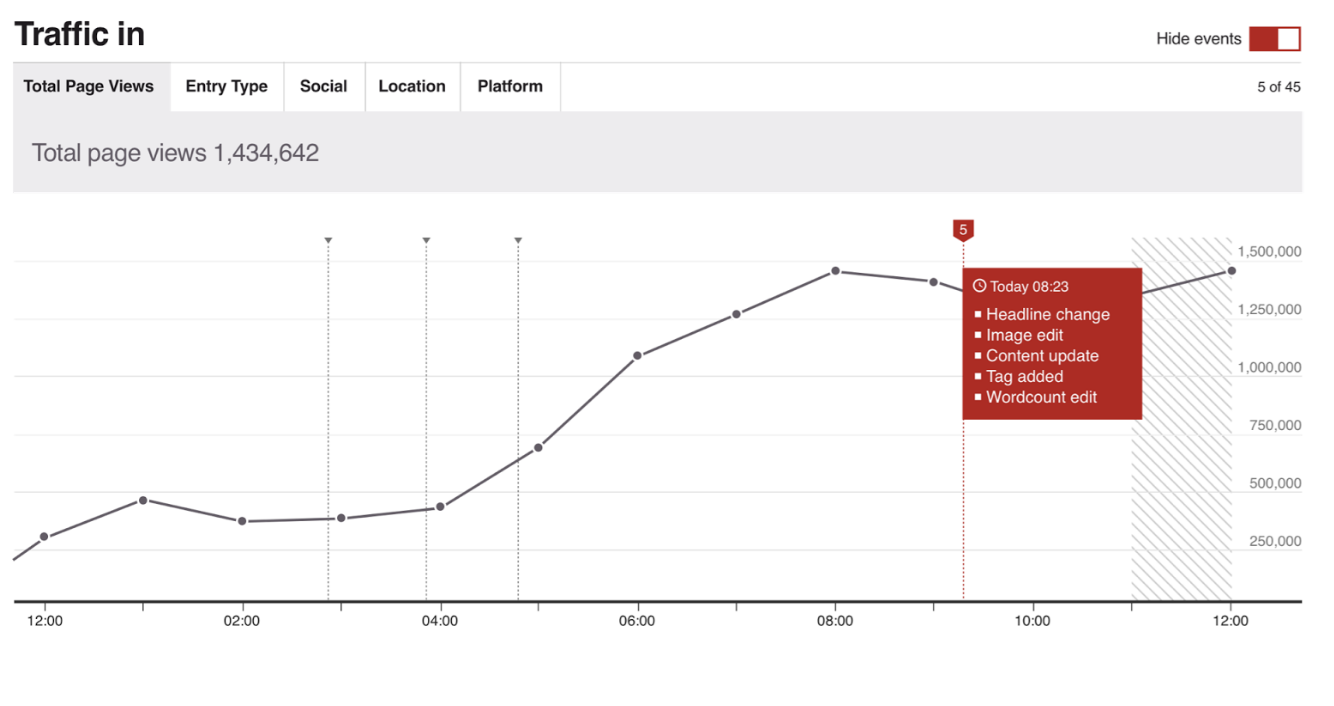 Traffic in
Hide events
Total Page Views Entry Type Social Location Platform 5 of 45
Total page views 1,434,642
5
1,500,000
Today 08:23
1,250,000
Headline change
Image edit
Content update
1,000,000
Tag added
Wordcount edit
750,000
500,000
250,000
12:00 02:00 04:00 06:00 08:00 10:00 12:00